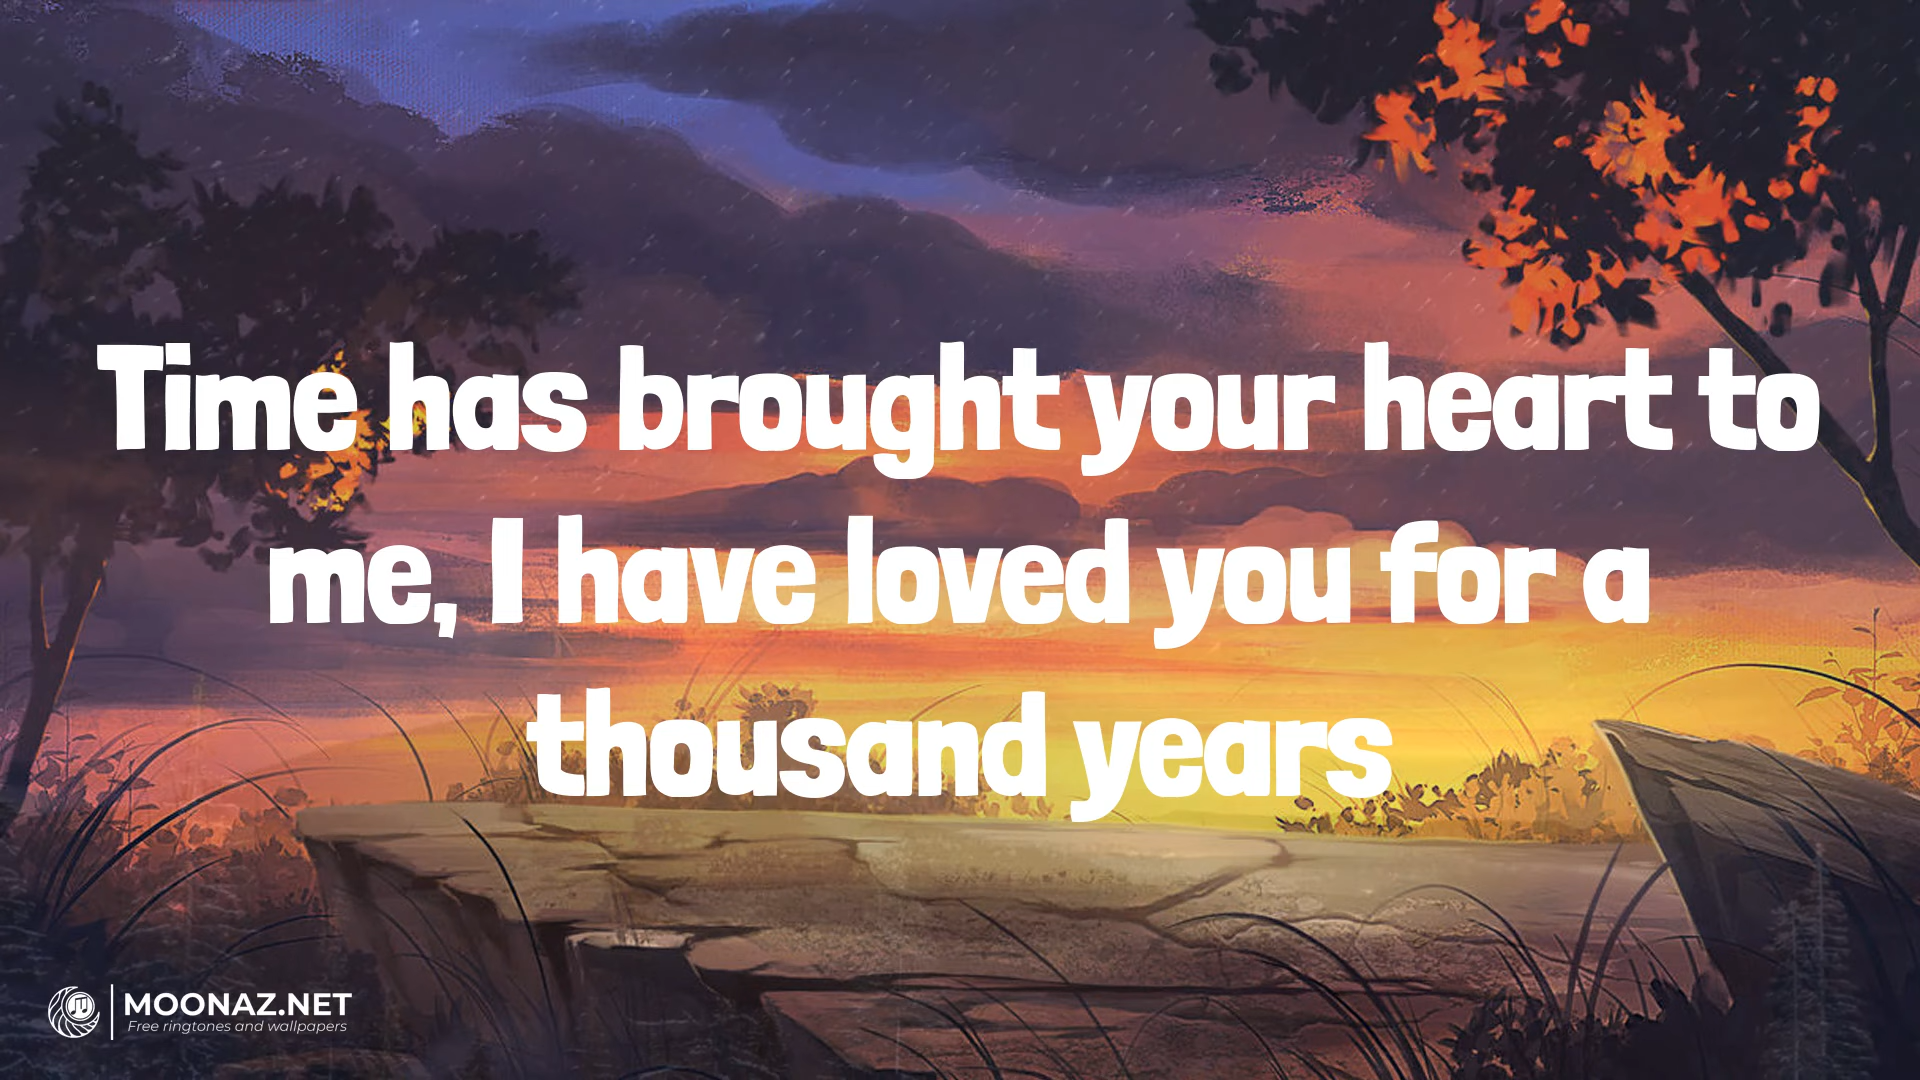 Time has brought your heart to
me, I have loved you for a
thousand years
MOONAZ.NET
Free ringtones and wallpapers